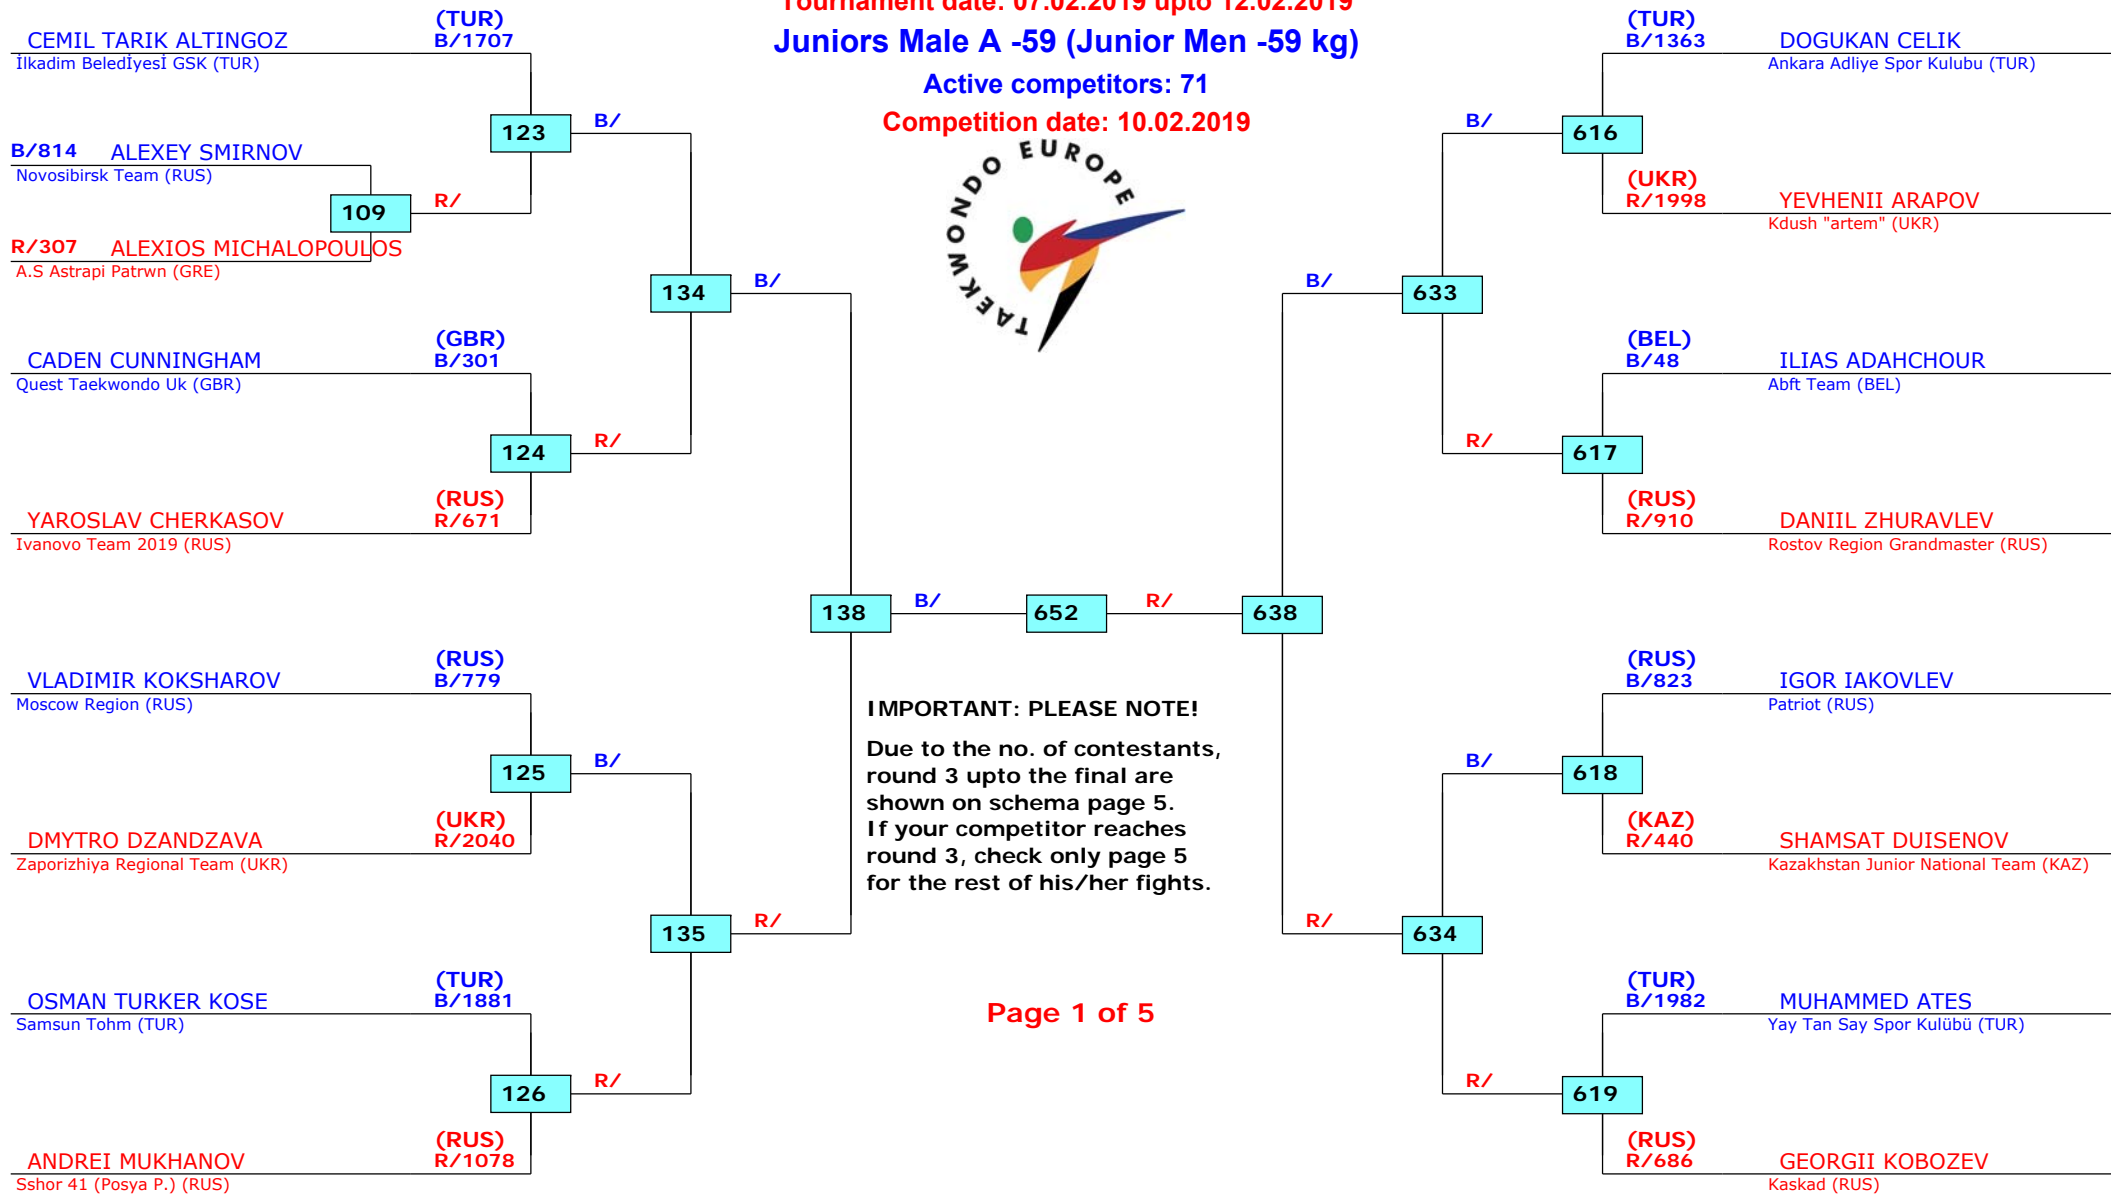 Tournament date: 07.02.2019 upto 12.02.2019
Juniors Male A -59 (Junior Men -59 kg)
Active competitors: 71
Competition date: 10.02.2019
TAEKWONDO EUROPE
(TUR)
CEMIL TARIK ALTINGOZ B/1707
İlkadim Beledİyesİ GSK (TUR)
123 B/
B/814 ALEXEY SMIRNOV
Novosibirsk Team (RUS)
109 R/
R/307 ALEXIOS MICHALOPOULOS
A.S Astrapi Patrwn (GRE)
134 B/
(GBR)
CADEN CUNNINGHAM B/301
Quest Taekwondo Uk (GBR)
124 R/
(RUS)
YAROSLAV CHERKASOV R/671
Ivanovo Team 2019 (RUS)
138 B/ 652 R/ 638
(RUS)
VLADIMIR KOKSHAROV B/779
Moscow Region (RUS)
125 B/
(UKR)
DMYTRO DZANDZAVA R/2040
Zaporizhiya Regional Team (UKR)
135 R/
(TUR)
OSMAN TURKER KOSE B/1881
Samsun Tohm (TUR)
126 R/
(RUS)
ANDREI MUKHANOV R/1078
Sshor 41 (Posya P.) (RUS)
IMPORTANT: PLEASE NOTE!
Due to the no. of contestants,
round 3 upto the final are
shown on schema page 5.
If your competitor reaches
round 3, check only page 5
for the rest of his/her fights.
Page 1 of 5
(TUR)
B/1363 DOGUKAN CELIK
Ankara Adliye Spor Kulubu (TUR)
B/ 616
(UKR)
R/1998 YEVHENII ARAPOV
Kdush "artem" (UKR)
B/ 633
(BEL)
B/48 ILIAS ADAHCHOUR
Abft Team (BEL)
R/ 617
(RUS)
R/910 DANIIL ZHURAVLEV
Rostov Region Grandmaster (RUS)
(RUS)
B/823 IGOR IAKOVLEV
Patriot (RUS)
B/ 618
(KAZ)
R/440 SHAMSAT DUISENOV
Kazakhstan Junior National Team (KAZ)
R/ 634
(TUR)
B/1982 MUHAMMED ATES
Yay Tan Say Spor Kulübü (TUR)
R/ 619
(RUS)
R/686 GEORGII KOBOZEV
Kaskad (RUS)